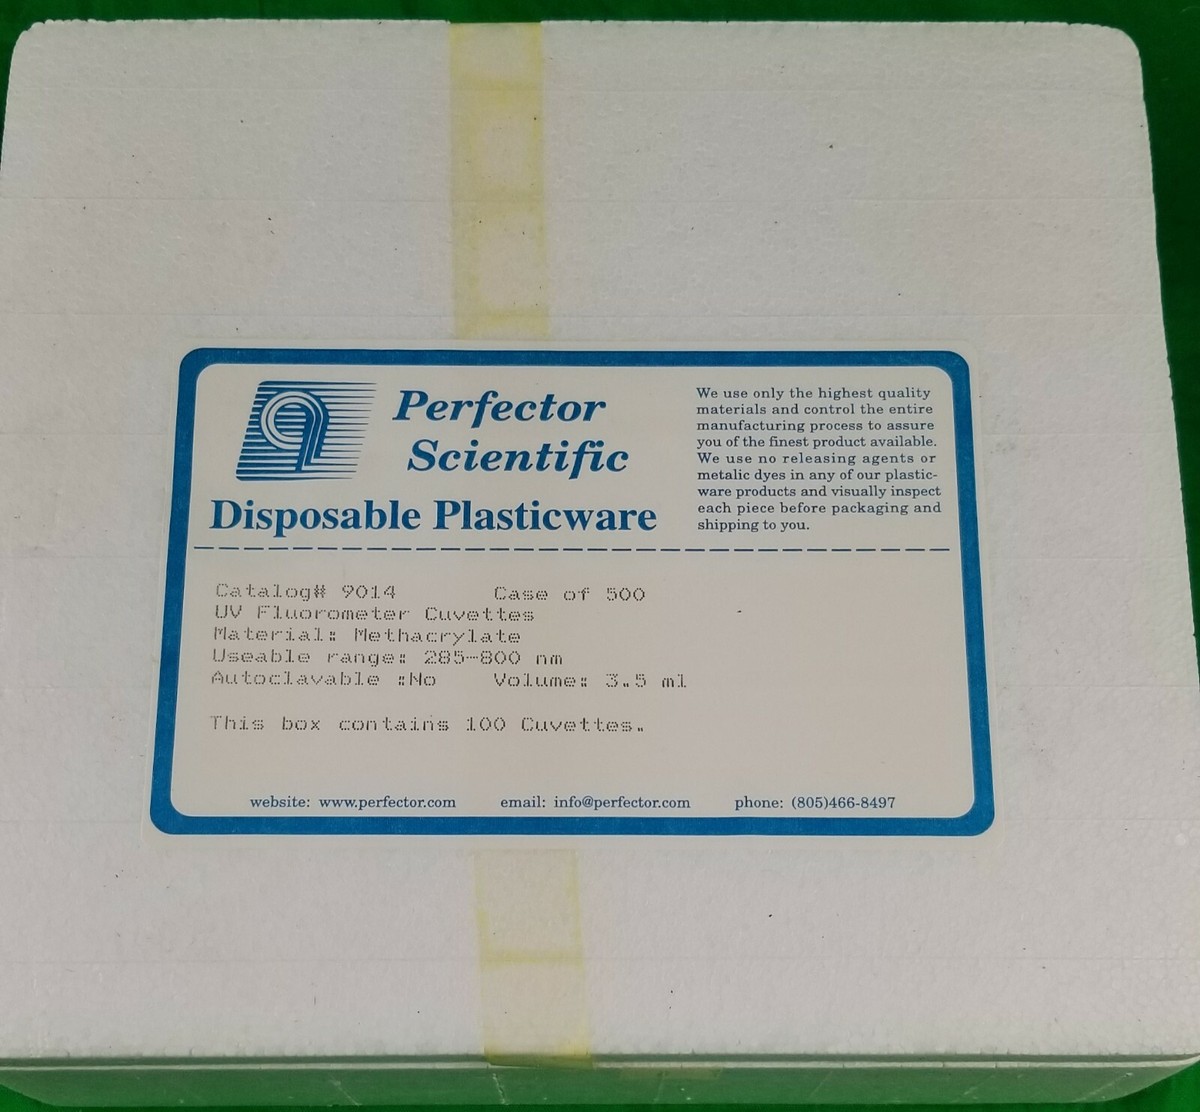 Perfector
Scientific
Disposable Plasticware
We use only the highest quality
materials and control the entire
manufacturing process to assure
you of the finest product available.
We use no releasing agents or
metalic dyes in any of our plastic-
ware products and visually inspect
each piece before packaging and
shipping to you.
Catalog# 9014 Case of 500
UV Fluorometer Cuvettes
Material: Methacrylate
Useable range: 285-800 nm
Autoclavable :No Volume: 3.5 ml
This box contains 100 Cuvettes.
website: www.perfector.com email: info@perfector.com phone: (805)466-8497